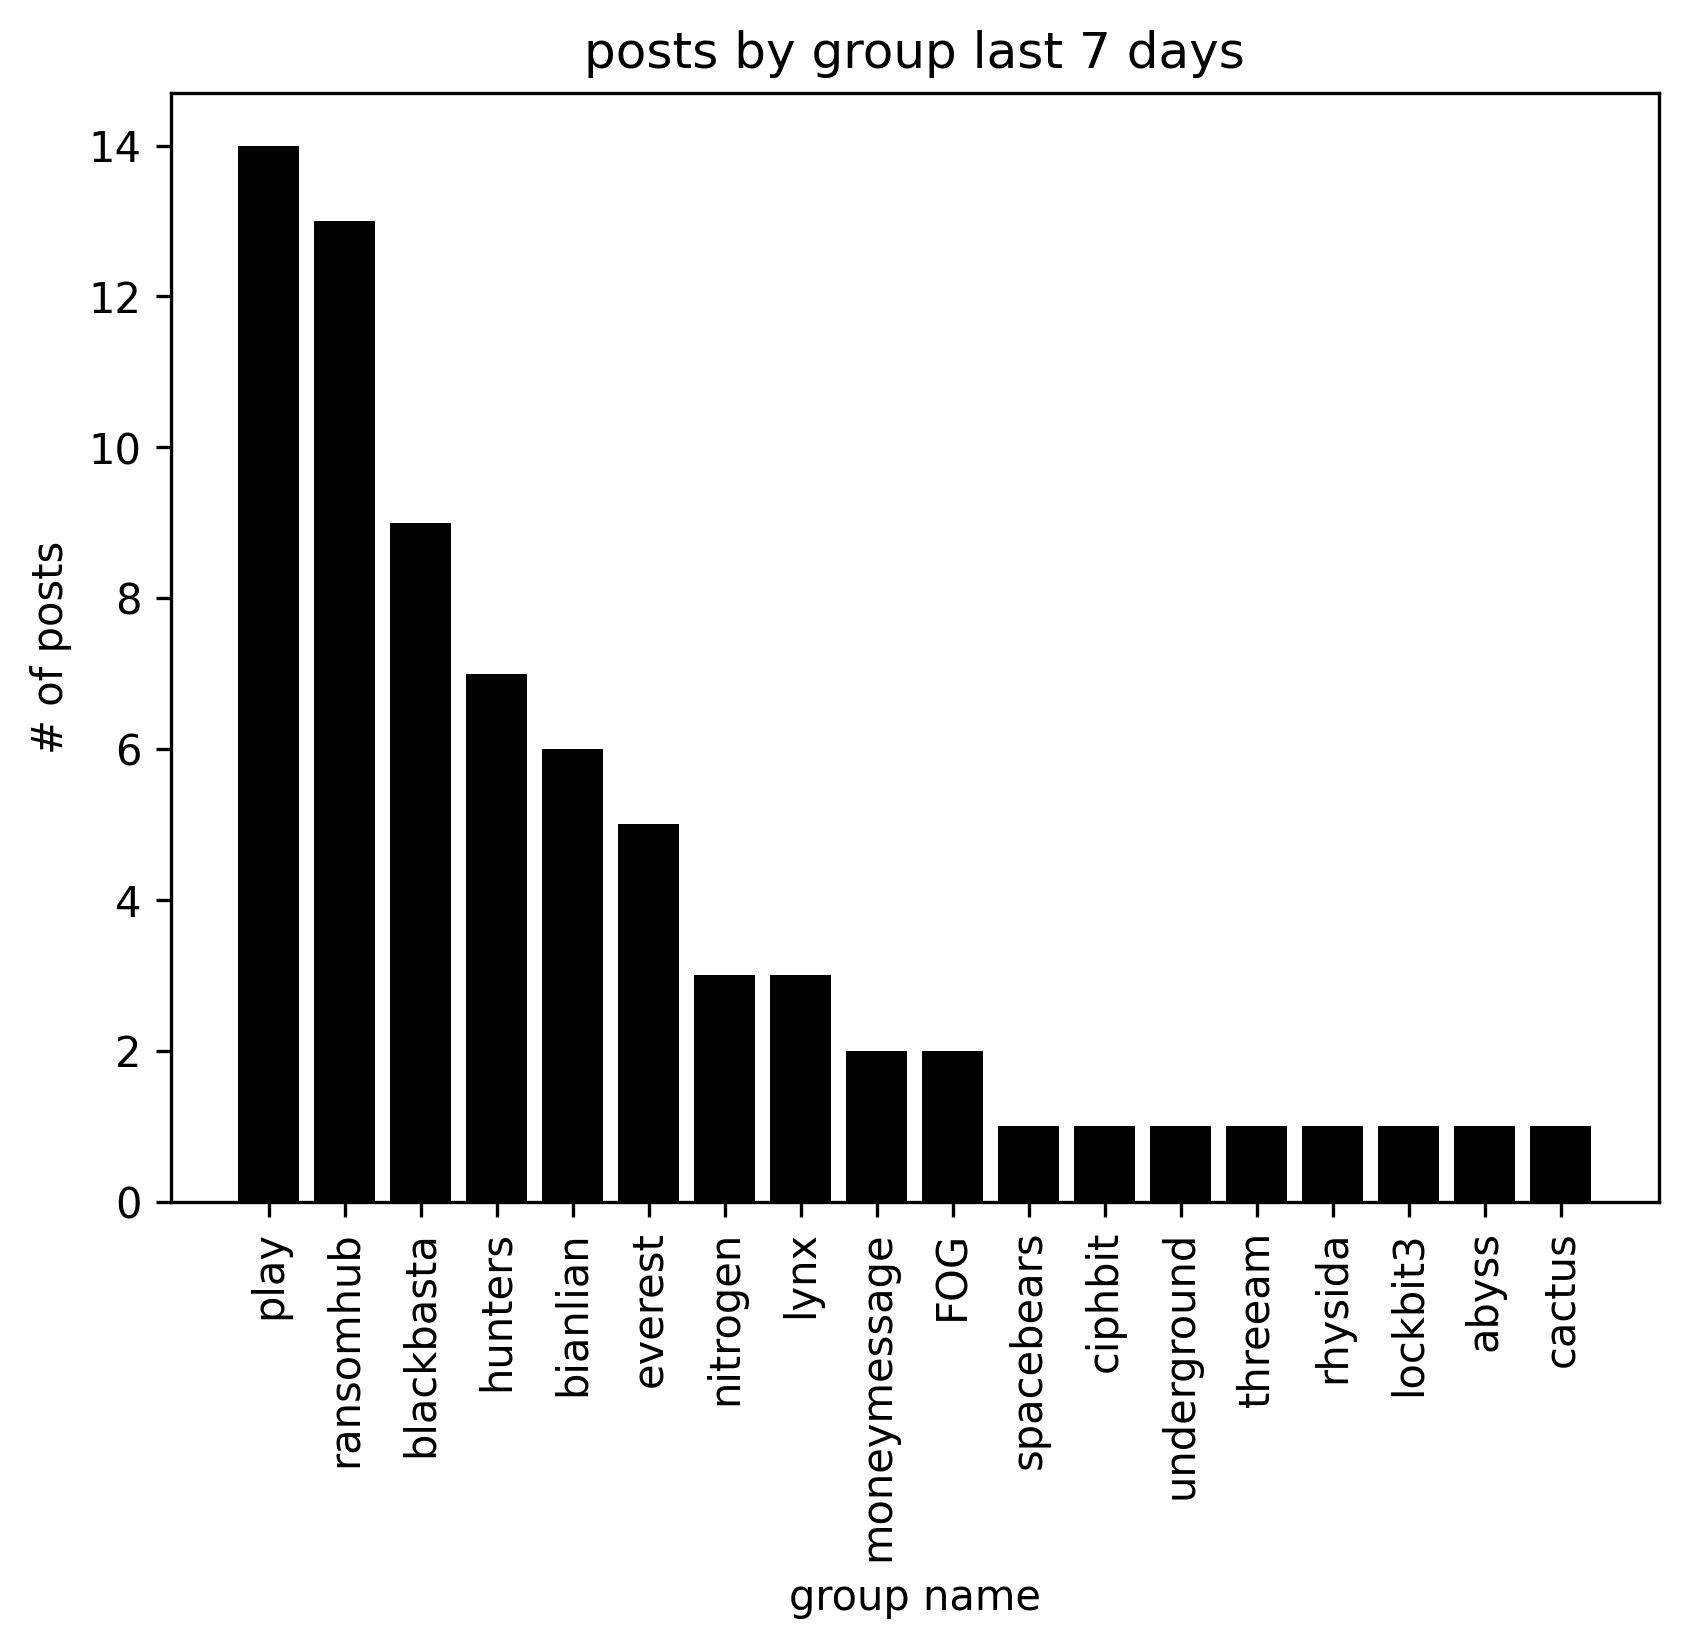 posts by group last 7 days
14
12
10
8
6
4
2
0
# of posts
play
ransomhub
blackbasta
hunters
bianlian
everest
nitrogen
lynx
moneymessage
FOG
spacebears
ciphbit
underground
threeam
rhysida
lockbit3
abyss
cactus
group name